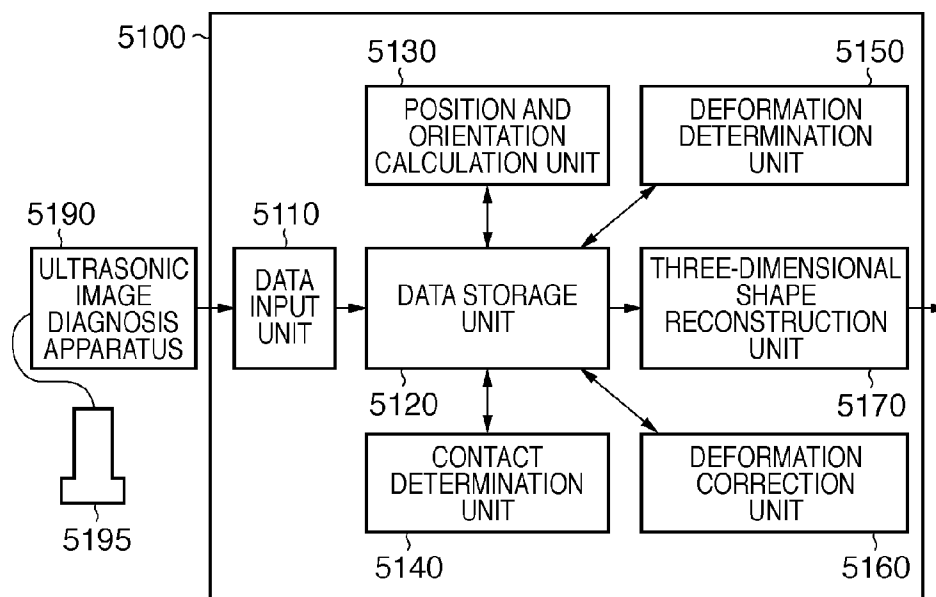 5100
5130
POSITION AND
ORIENTATION
CALCULATION UNIT
5150
DEFORMATION
DETERMINATION
UNIT
5190
ULTRASONIC
IMAGE
DIAGNOSIS
APPARATUS
5110
DATA
INPUT
UNIT
DATA STORAGE
UNIT
5120
THREE-DIMENSIONAL
SHAPE
RECONSTRUCTION
UNIT
5170
5195
CONTACT
DETERMINATION
UNIT
5140
DEFORMATION
CORRECTION
UNIT
5160